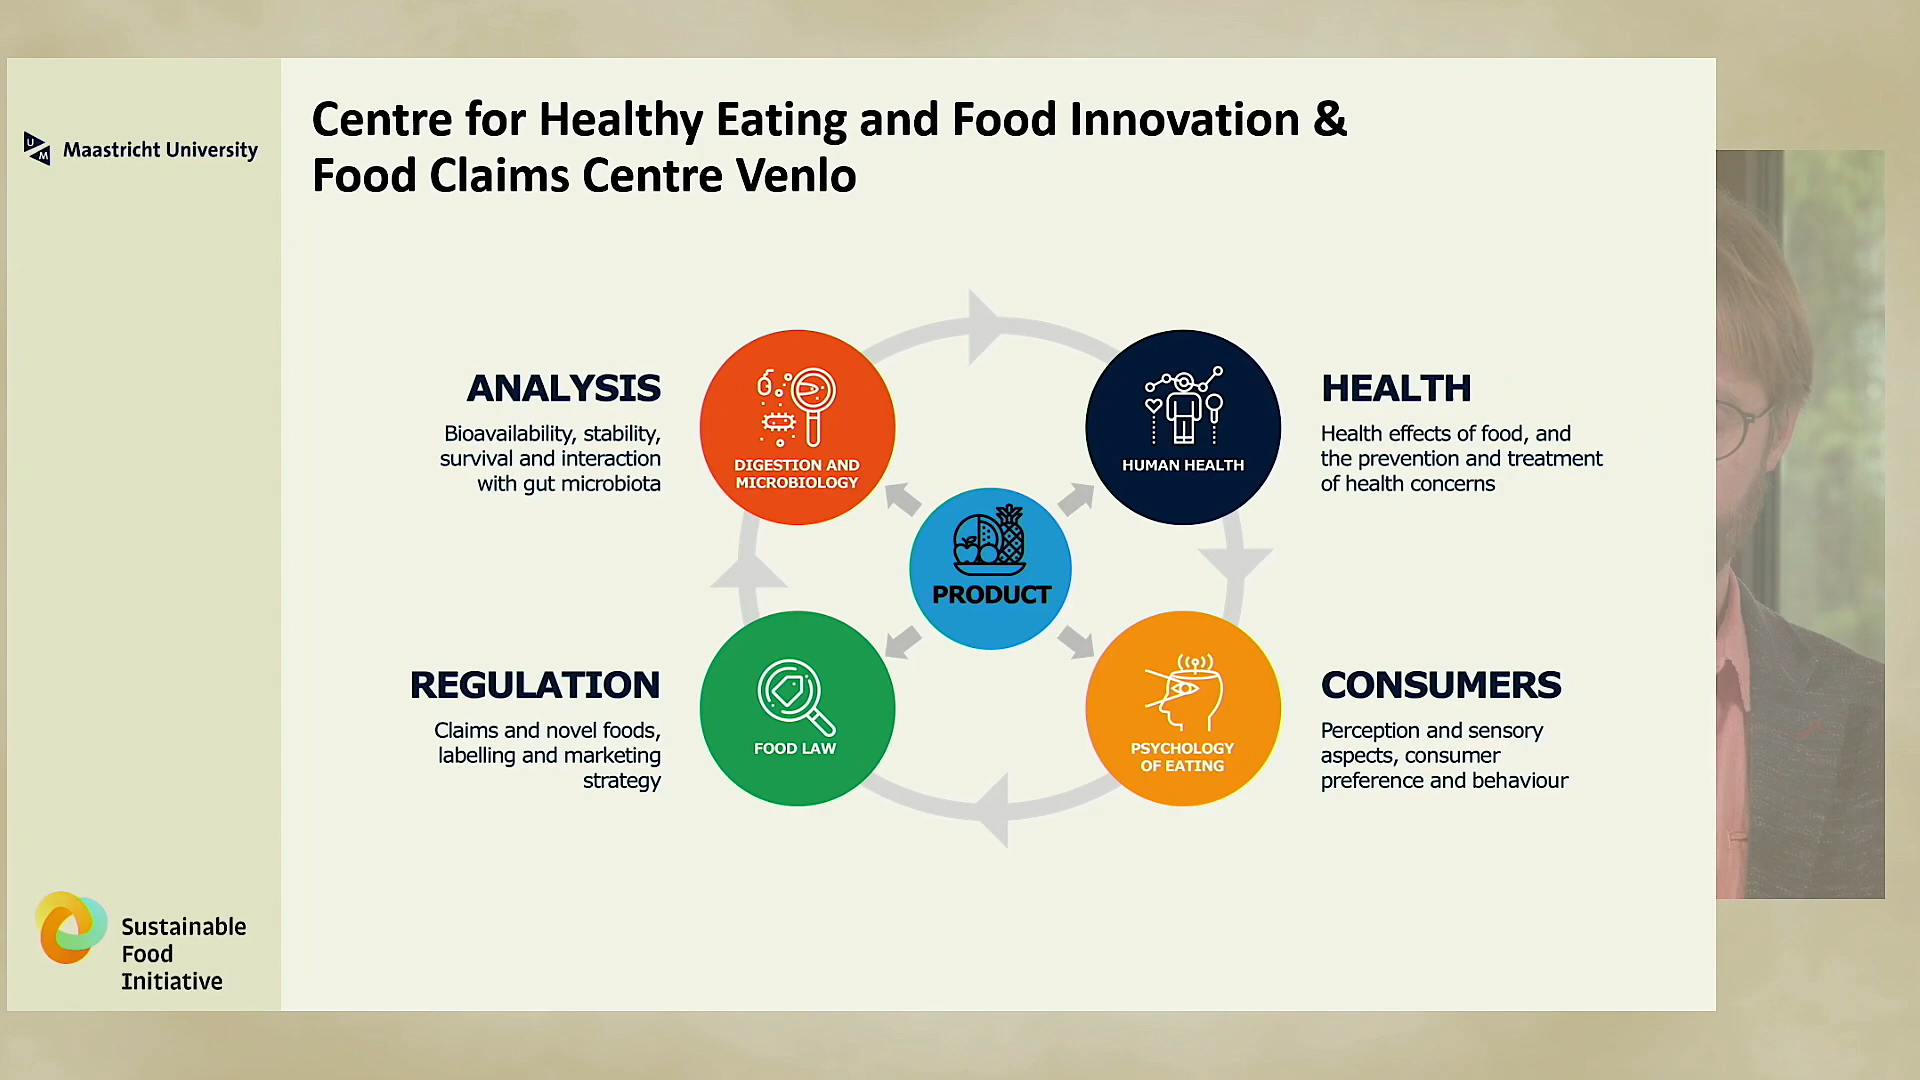 Centre for Healthy Eating and Food Innovation &
Food Claims Centre Venlo
UM
Maastricht University
ANALYSIS
Bioavailability, stability,
survival and interaction
with gut microbiota
DIGESTION AND
MICROBIOLOGY
HUMAN HEALTH
HEALTH
Health effects of food, and
the prevention and treatment
of health concerns
PRODUCT
REGULATION
Claims and novel foods,
labelling and marketing
strategy
FOOD LAW
PSYCHOLOGY
OF EATING
CONSUMERS
Perception and sensory
aspects, consumer
preference and behaviour
Sustainable
Food
Initiative